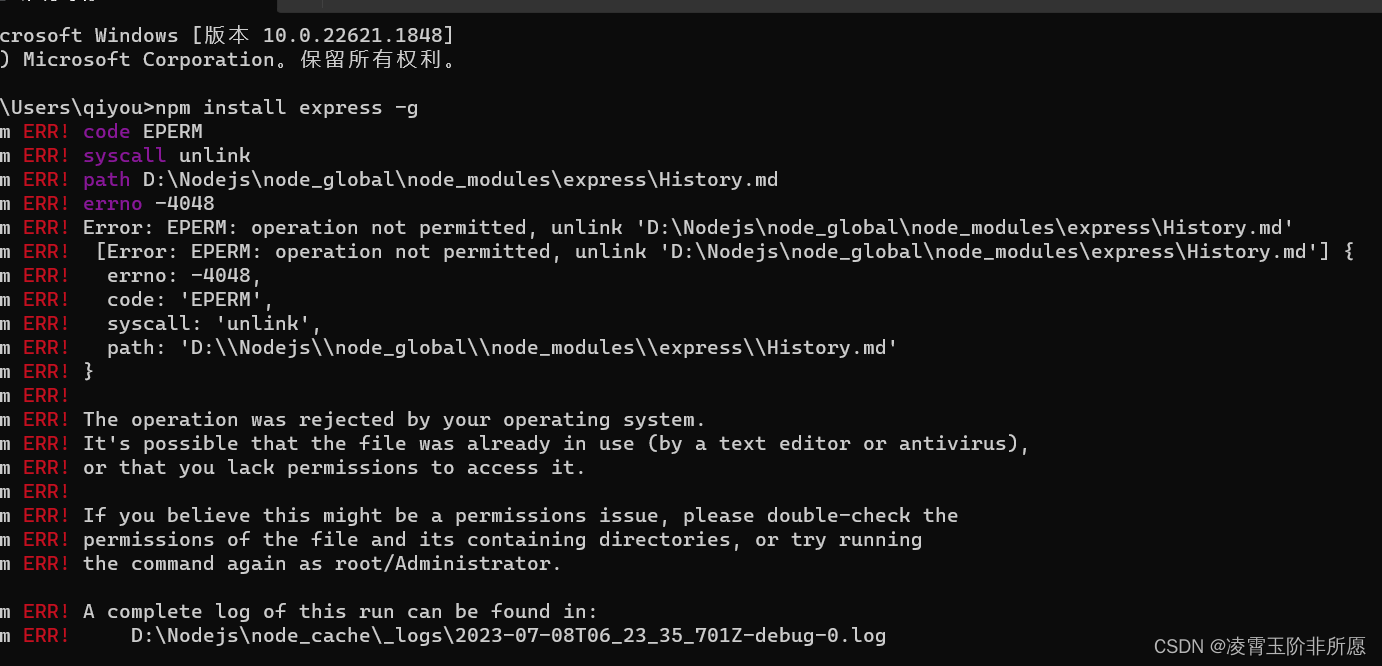 crosoft Windows [版本 10.0.22621.1848]
) Microsoft Corporation。保留所有权利。
\Users\qiyou>npm install express -g
m ERR! code EPERM
m ERR! syscall unlink
m ERR! path D:\Nodejs\node_global\node_modules\express\History.md
m ERR! errno -4048
m ERR! Error: EPERM: operation not permitted, unlink 'D:\Nodejs\node_global\node_modules\express\History.md'
m ERR!  [Error: EPERM: operation not permitted, unlink 'D:\Nodejs\node_global\node_modules\express\History.md'] {
m ERR!   errno: -4048,
m ERR!   code: 'EPERM',
m ERR!   syscall: 'unlink',
m ERR!   path: 'D:\\Nodejs\\node_global\\node_modules\\express\\History.md'
m ERR! }
m ERR!
m ERR! The operation was rejected by your operating system.
m ERR! It's possible that the file was already in use (by a text editor or antivirus),
m ERR! or that you lack permissions to access it.
m ERR!
m ERR! If you believe this might be a permissions issue, please double-check the
m ERR! permissions of the file and its containing directories, or try running
m ERR! the command again as root/Administrator.
m ERR! A complete log of this run can be found in:
m ERR!     D:\Nodejs\node_cache\_logs\2023-07-08T06_23_35_701Z-debug-0.log
CSDN @凌霄玉阶非所愿